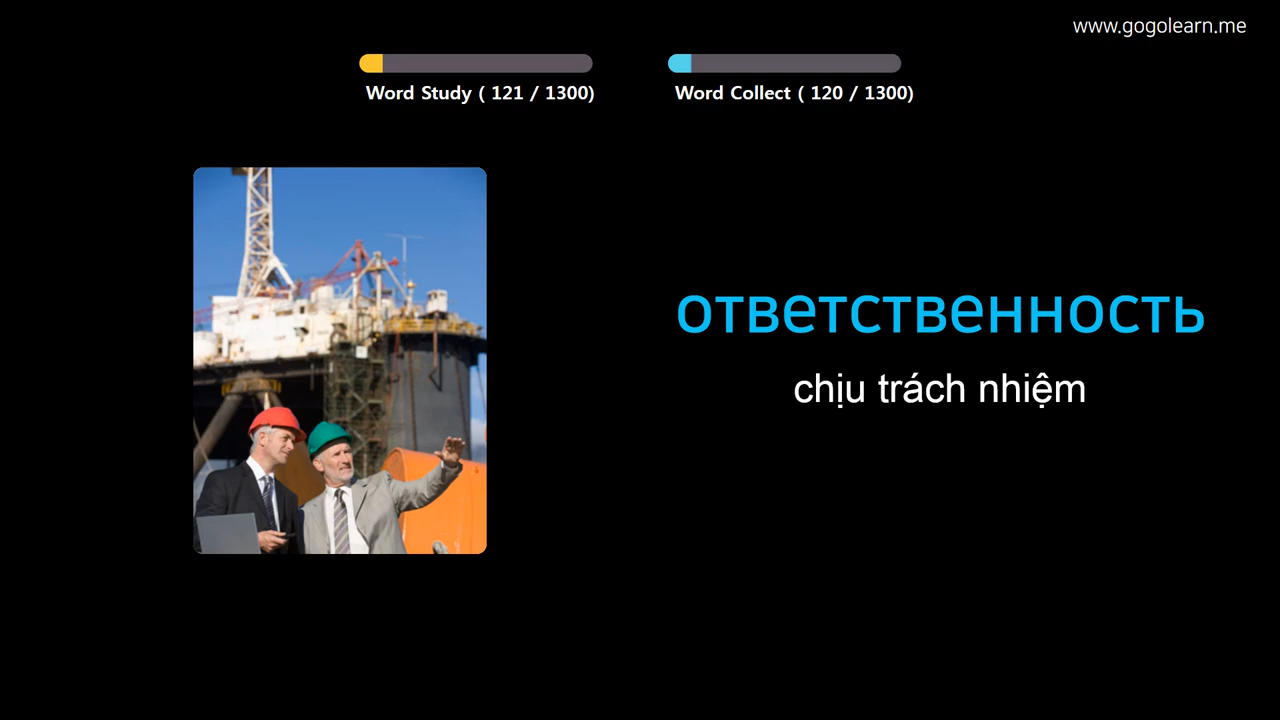 www.gogolearn.me
Word Study ( 121 / 1300)
Word Collect ( 120 / 1300)
ответственность
chịu trách nhiệm